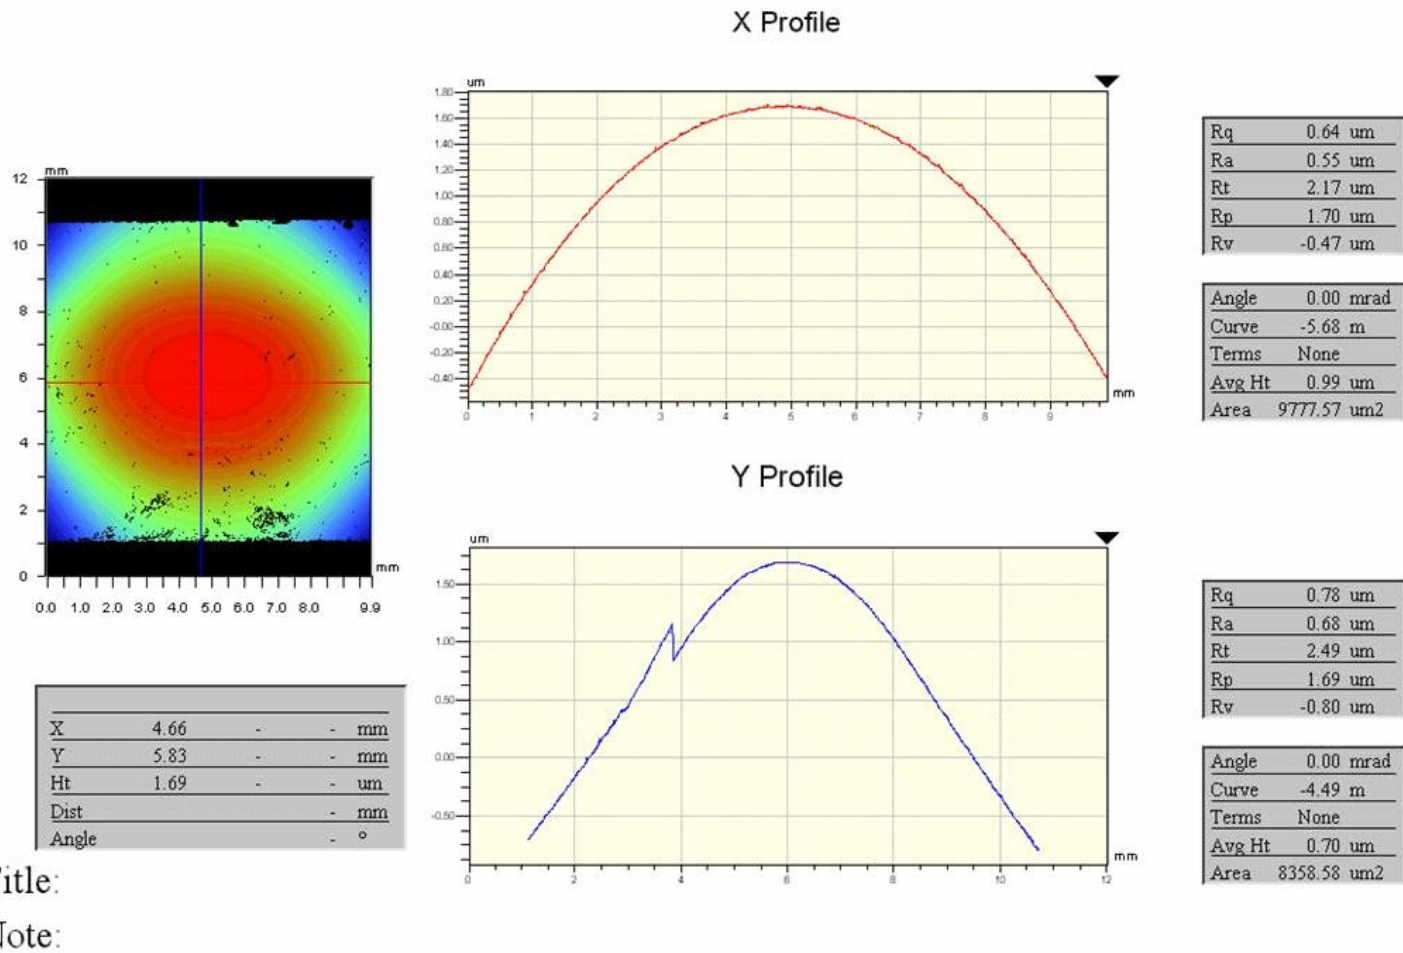 X Profile
um
1.80
1.60
1.40
1.20
1.00
0.80
0.60
0.40
0.20
-0.00
-0.20
-0.40
0 1 2 3 4 5 6 7 8 9
mm
Rq 0.64 um
Ra 0.55 um
Rt 2.17 um
Rp 1.70 um
Rv -0.47 um
Angle 0.00 mrad
Curve -5.68 m
Terms None
Avg Ht 0.99 um
Area 9777.57 um2
mm
12
10
8
6
4
2
0
mm
0.0 1.0 2.0 3.0 4.0 5.0 6.0 7.0 8.0 9.9
Y Profile
um
1.50
1.00
0.50
0.00
-0.50
0 2 4 6 8 10 12
mm
Rq 0.78 um
Ra 0.68 um
Rt 2.49 um
Rp 1.69 um
Rv -0.80 um
Angle 0.00 mrad
Curve -4.49 m
Terms None
Avg Ht 0.70 um
Area 8358.58 um2
X 4.66 - - mm
Y 5.83 - - mm
Ht 1.69 - - um
Dist - mm
Angle - °
itle:
Note: